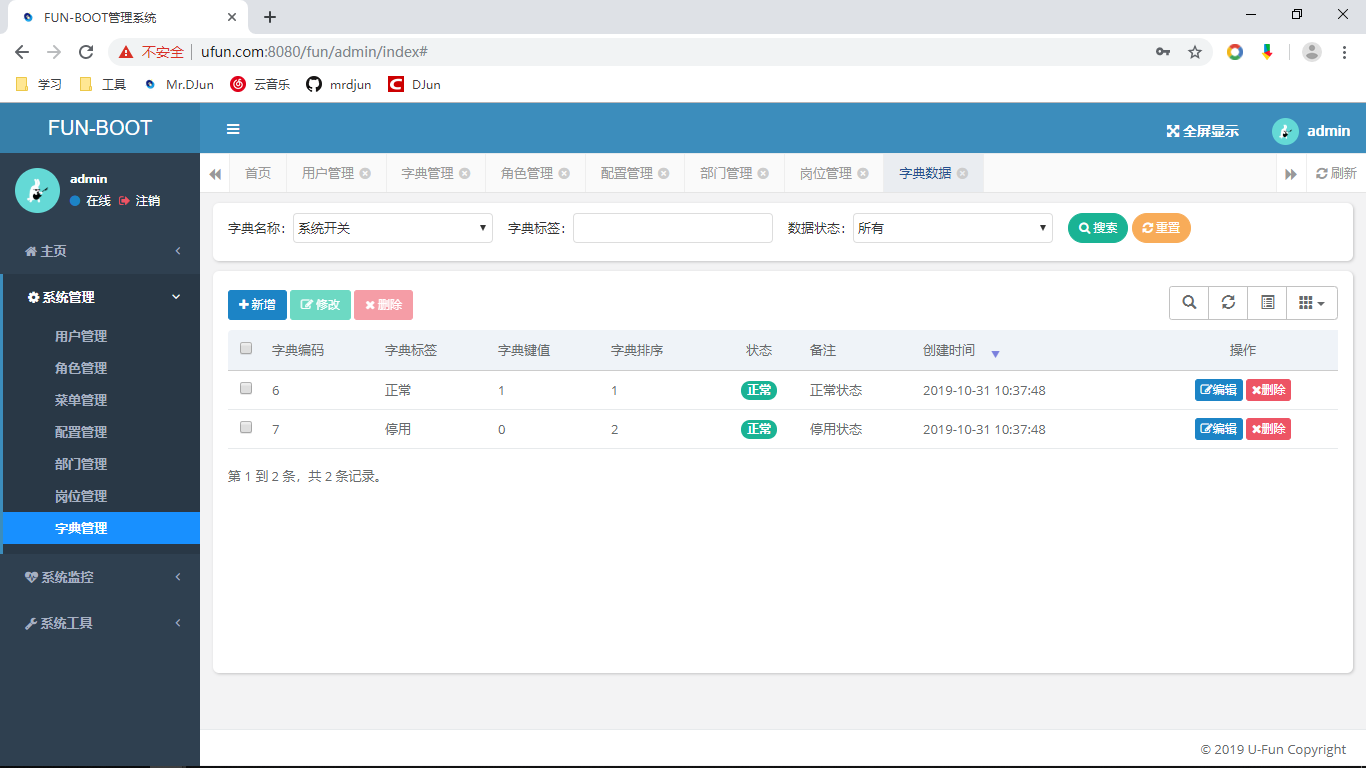 FUN-BOOT管理系统
不安全 ufun.com:8080/fun/admin/index#
学习 工具 Mr.DJun 云音乐 mrdjun DJun
FUN-BOOT 全屏显示 admin
admin
在线 注销
首页 用户管理 字典管理 角色管理 配置管理 部门管理 岗位管理 字典数据 刷新
主页
系统管理
用户管理
角色管理
菜单管理
配置管理
部门管理
岗位管理
字典管理
系统监控
系统工具
字典名称： 系统开关 字典标签： 数据状态： 所有 搜索 重置
新增 修改 删除
字典编码 字典标签 字典键值 字典排序 状态 备注 创建时间 操作
6 正常 1 1 正常 正常状态 2019-10-31 10:37:48 编辑 删除
7 停用 0 2 正常 停用状态 2019-10-31 10:37:48 编辑 删除
第 1 到 2 条，共 2 条记录。
© 2019 U-Fun Copyright